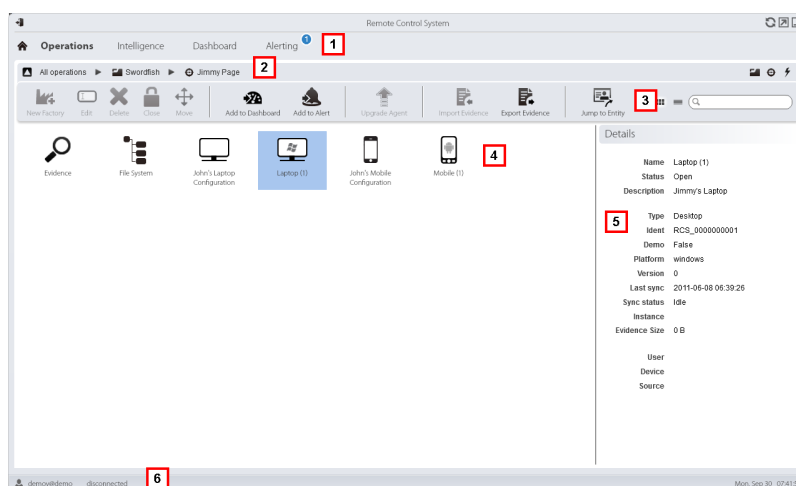 Remote Control System
Operations Intelligence Dashboard Alerting 1 1
All operations Swordfish Jimmy Page 2
New Factory Edit Delete Close Move Add to Dashboard Add to Alert Upgrade Agent Import Evidence Export Evidence Jump to Entity 3
Details
Evidence File System John's Laptop Configuration Laptop (1) John's Mobile Configuration Mobile (1) 4
Name Laptop (1)
Status Open
Description Jimmy's Laptop
5
Type Desktop
Ident RCS_0000000001
Demo False
Platform windows
Version 0
Last sync 2011-06-08 06:39:26
Sync status Idle
Instance
Evidence Size 0 B
User
Device
Source
demo@demo disconnected 6 Mon, Sep 30